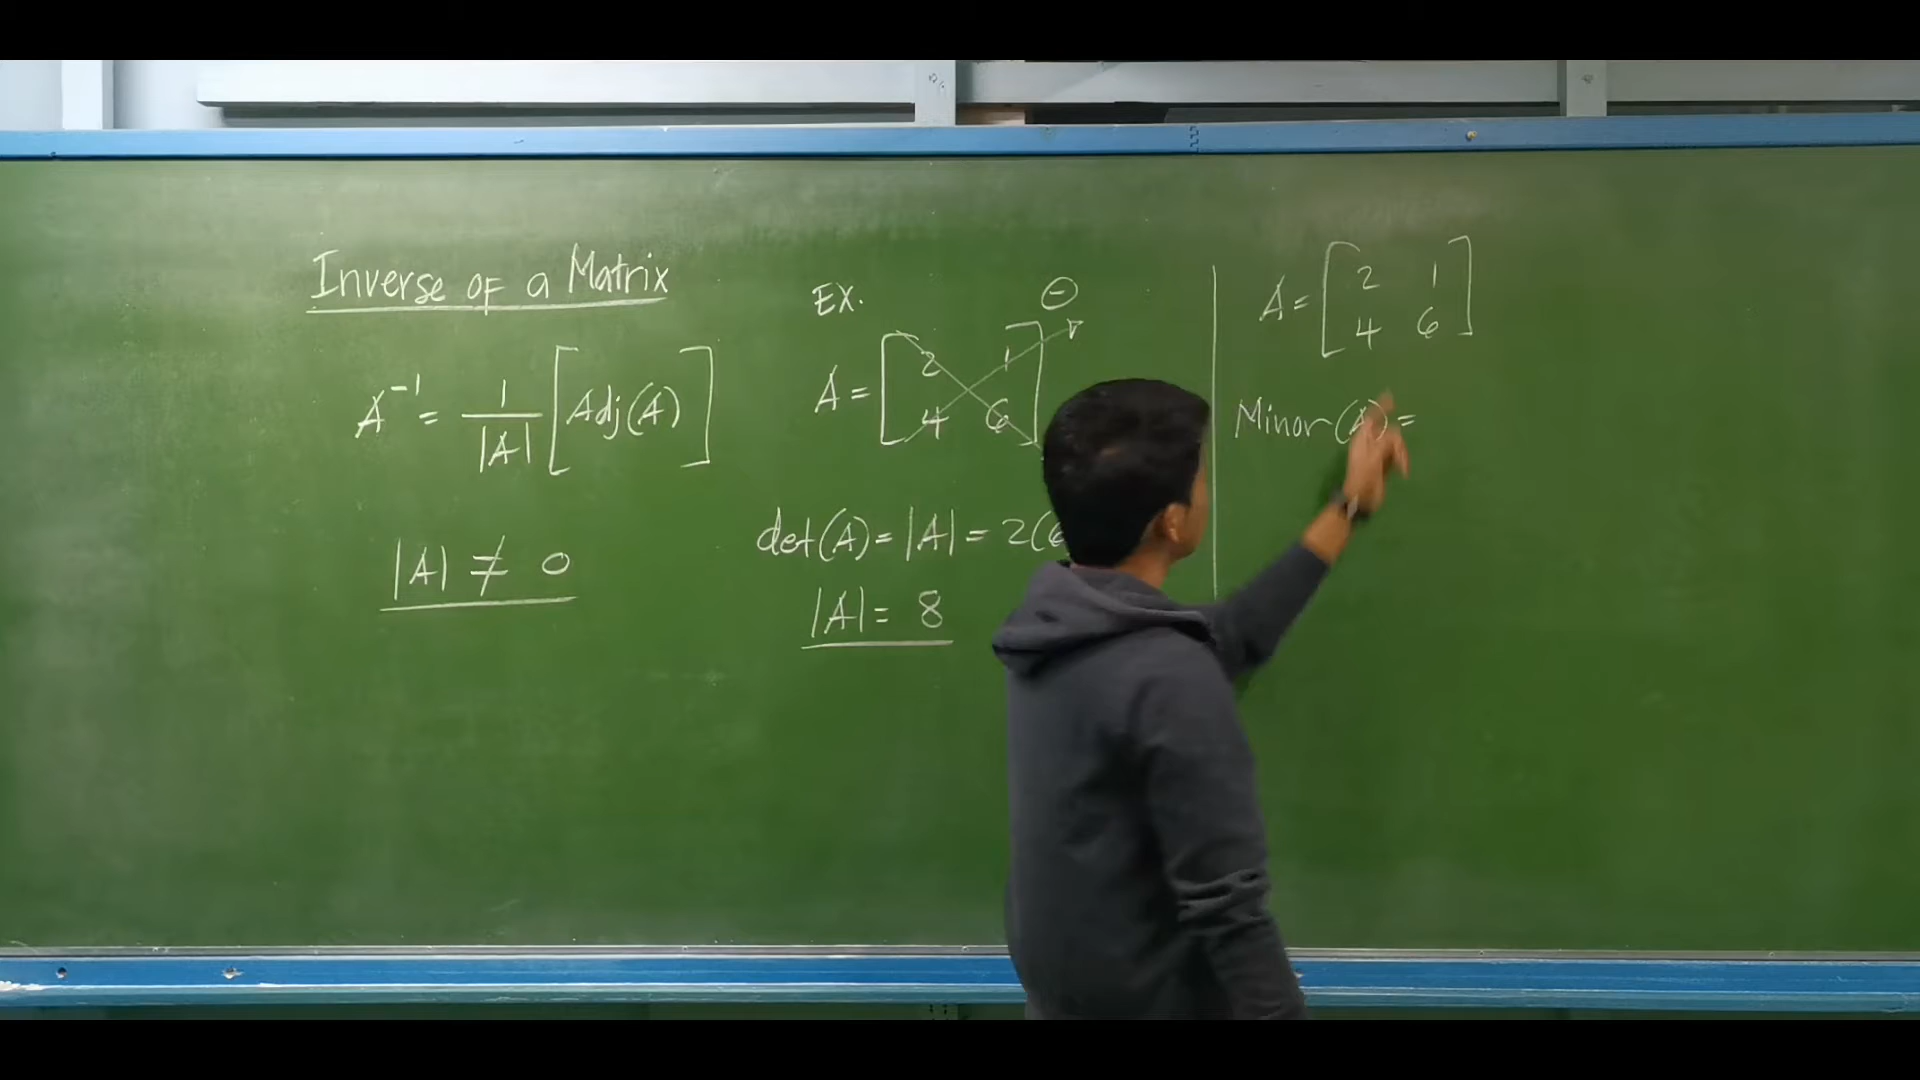 Inverse of a Matrix
A⁻¹ = 1/|A| [Adj(A)]
|A| ≠ 0
EX.
⊖
A = [2 1
4 6]
det(A) = |A| = 2(6
|A| = 8
A = [2 1
4 6]
Minor(A) =